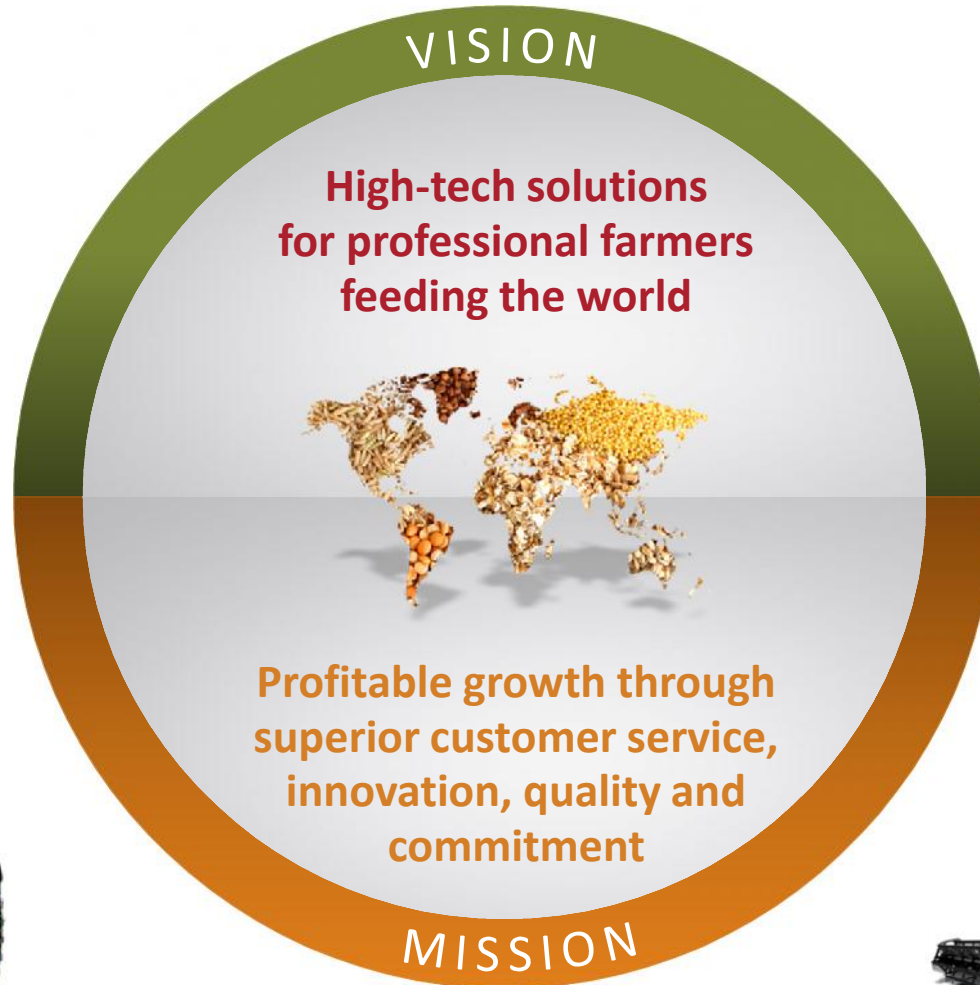 VISION
High-tech solutions
for professional farmers
feeding the world
Profitable growth through
superior customer service,
innovation, quality and
commitment
MISSION